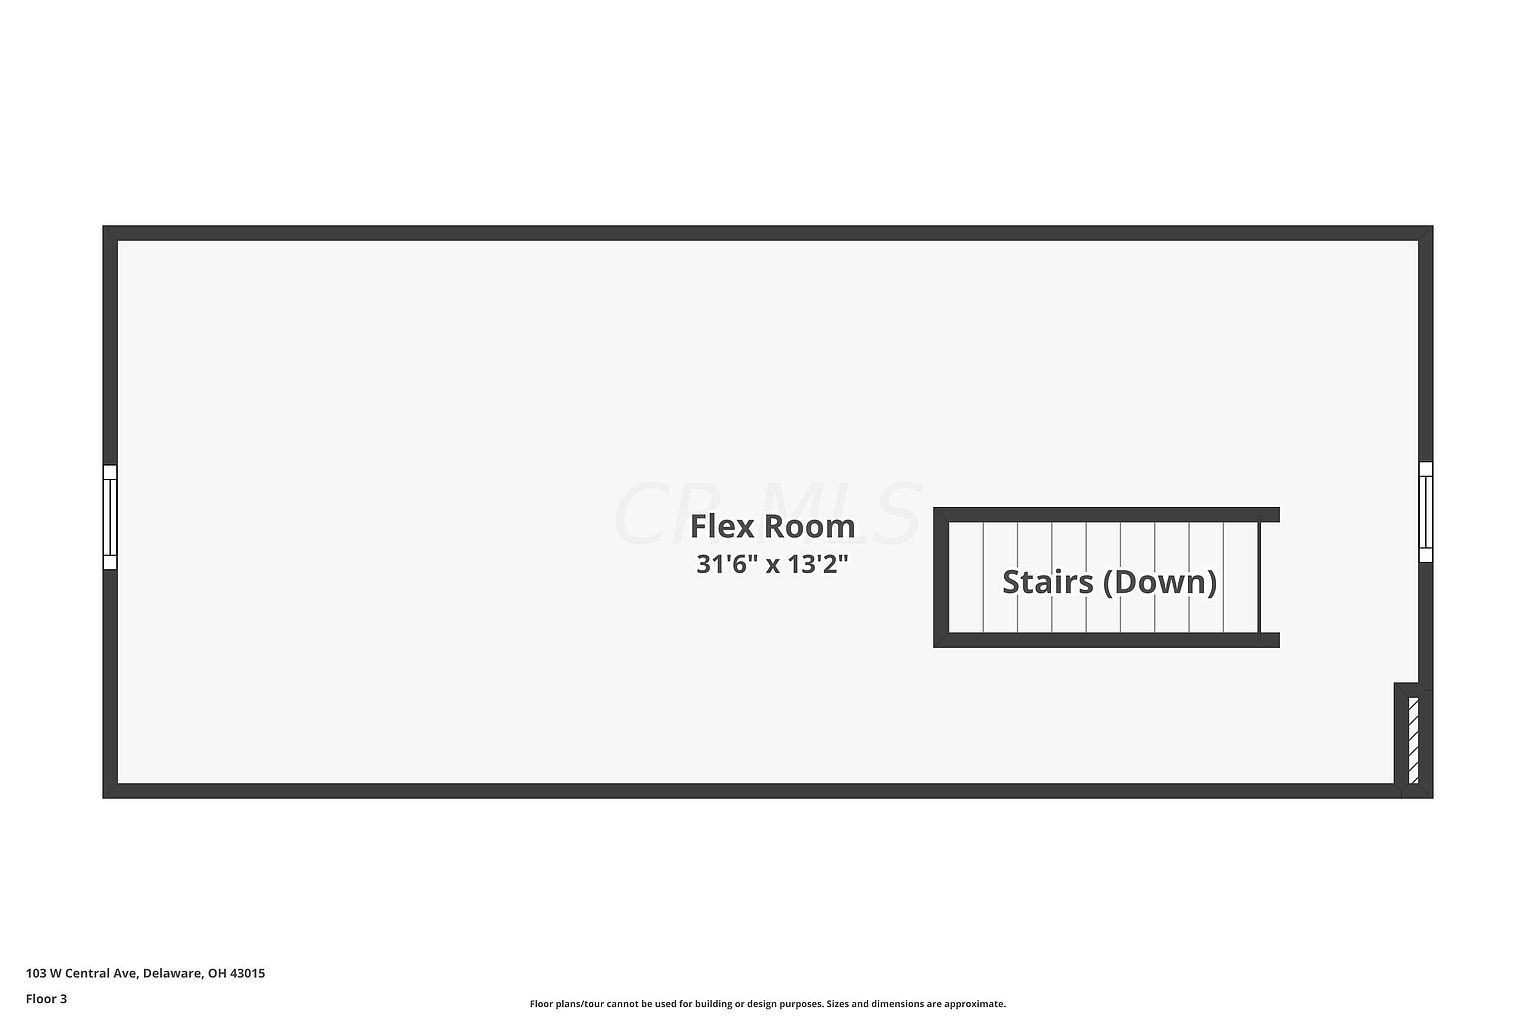 CR MLS
Flex Room
31'6" x 13'2"
Stairs (Down)
103 W Central Ave, Delaware, OH 43015
Floor 3
Floor plans/tour cannot be used for building or design purposes. Sizes and dimensions are approximate.